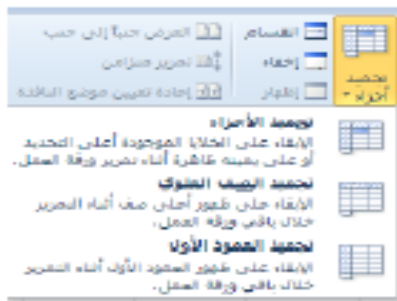 تجميد
أجزاء
انقسام
إخفاء
إظهار
العرض جنباً إلى جنب
تمرير متزامن
إعادة تعيين موضع النافذة
تجميد الأجزاء
الإبقاء على الخلايا الموجودة أعلى التحديد
أو على يمينه ظاهرة أثناء تمرير ورقة العمل.
تجميد الصف العلوي
الإبقاء على ظهور أعلى صف أثناء التمرير
خلال باقي ورقة العمل.
تجميد العمود الأول
الإبقاء على ظهور العمود الأول أثناء التمرير
خلال باقي ورقة العمل.